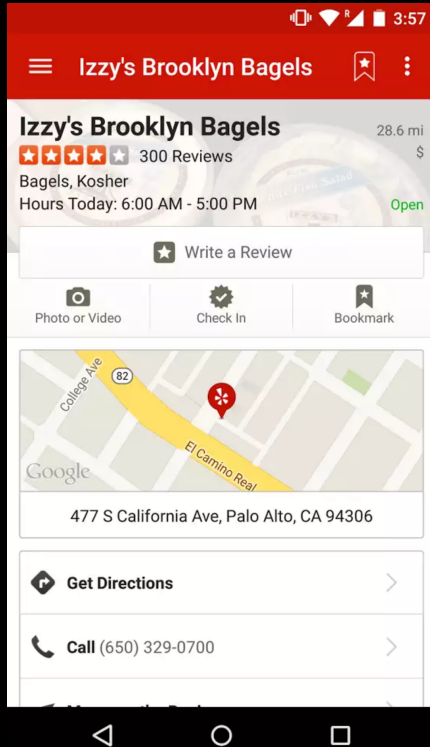 3:57
Izzy's Brooklyn Bagels
Izzy's Brooklyn Bagels
28.6 mi
300 Reviews
$
Bagels, Kosher
Hours Today: 6:00 AM - 5:00 PM
Open
Write a Review
Photo or Video
Check In
Bookmark
College Ave
82
El Camino Real
Google
477 S California Ave, Palo Alto, CA 94306
Get Directions
Call (650) 329-0700